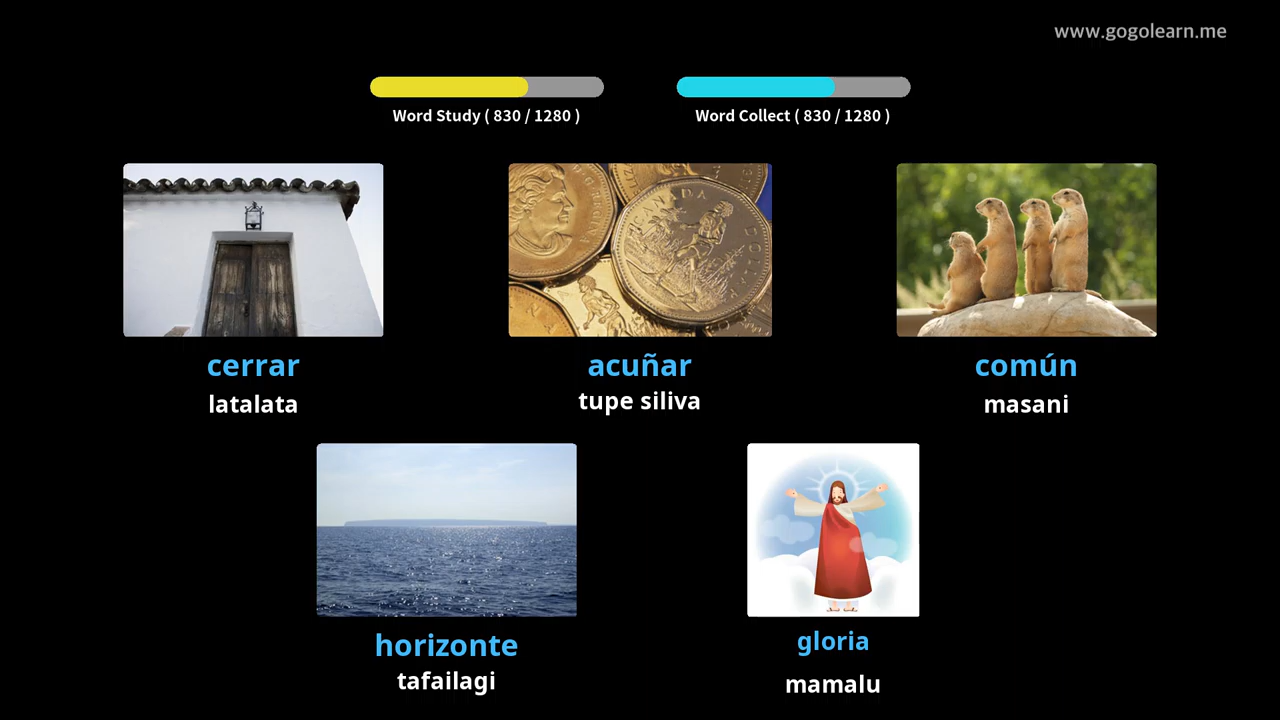 www.gogolearn.me
Word Study ( 830 / 1280 )
Word Collect ( 830 / 1280 )
cerrar
latalata
acuñar
tupe siliva
común
masani
horizonte
tafailagi
gloria
mamalu